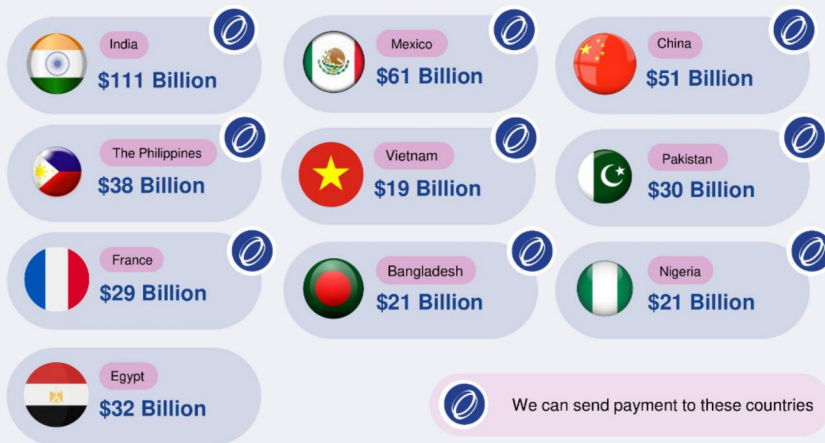 India
$111 Billion
Mexico
$61 Billion
China
$51 Billion
The Philippines
$38 Billion
Vietnam
$19 Billion
Pakistan
$30 Billion
France
$29 Billion
Bangladesh
$21 Billion
Nigeria
$21 Billion
Egypt
$32 Billion
We can send payment to these countries